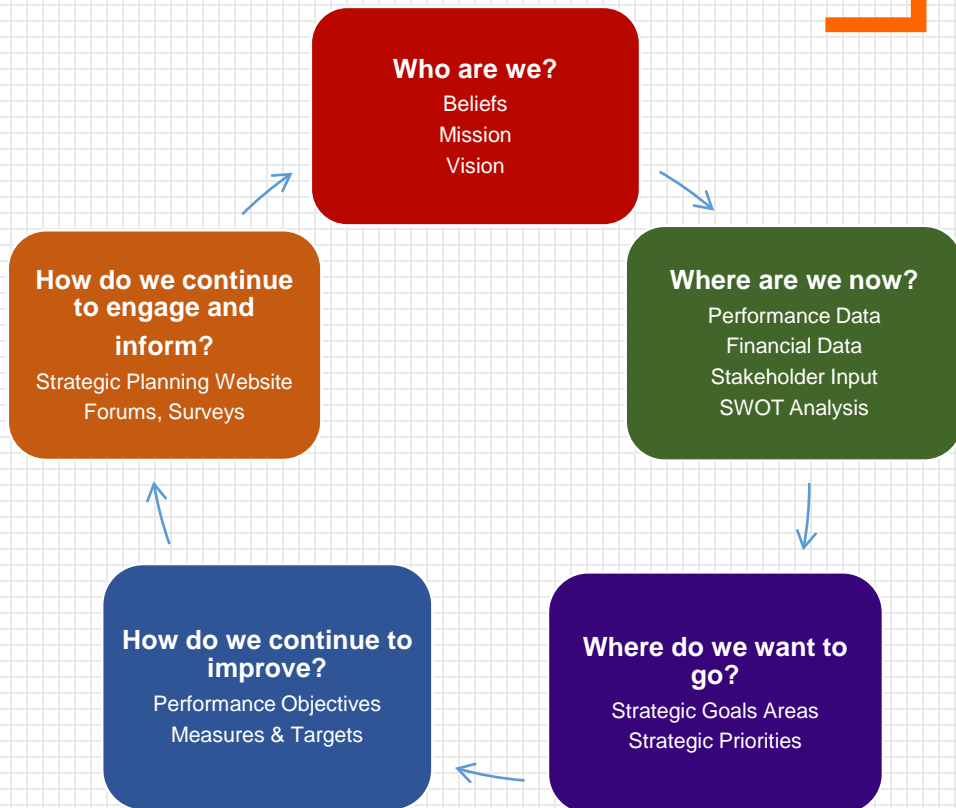 Who are we?
Beliefs
Mission
Vision
Where are we now?
Performance Data
Financial Data
Stakeholder Input
SWOT Analysis
Where do we want to
go?
Strategic Goals Areas
Strategic Priorities
How do we continue to
improve?
Performance Objectives
Measures & Targets
How do we continue
to engage and
inform?
Strategic Planning Website
Forums, Surveys